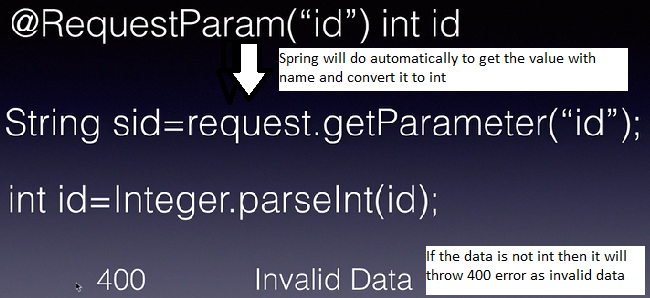 @RequestParam(“id”) int id
Spring will do automatically to get the value with
name and convert it to int
String sid=request.getParameter(“id”);
int id=Integer.parseInt(id);
If the data is not int then it will
throw 400 error as invalid data
400 Invalid Data